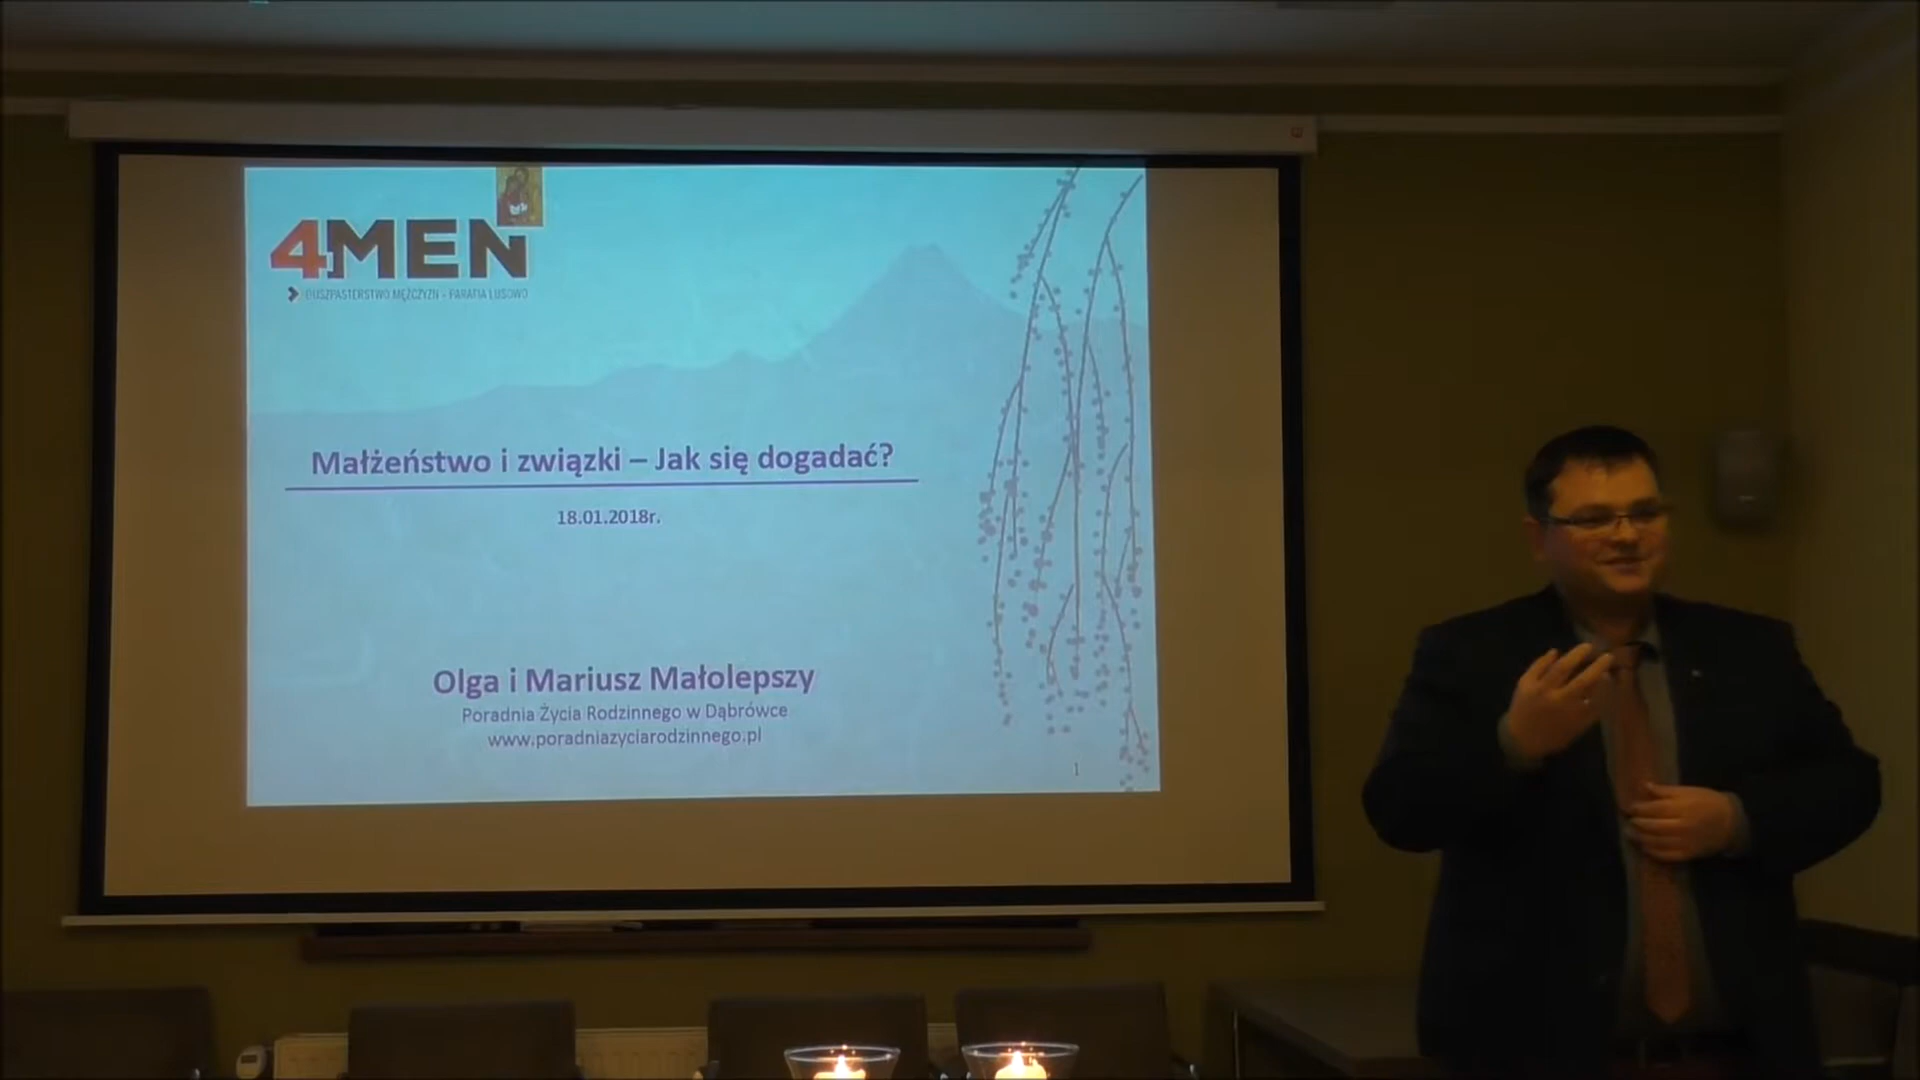 4MEN
DUSZPASTERSTWO MĘŻCZYZN - PARAFIA LUSOWO
Małżeństwo i związki – Jak się dogadać?
18.01.2018r.
Olga i Mariusz Małolepszy
Poradnia Życia Rodzinnego w Dąbrówce
www.poradniazyciarodzinnego.pl
1